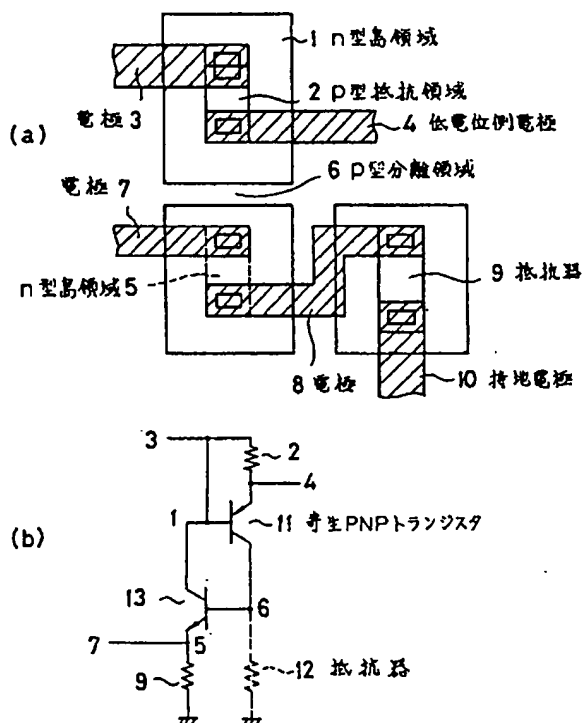 (a)
1 n型島領域
2 P型抵抗領域
電極3
4 低電位側電極
6 P型分離領域
電極7
n型島領域5
9 抵抗器
8 電極
10 接地電極
(b)
3
2
4
1
11 寄生PNPトランジスタ
13
6
7
5
9
12 抵抗器